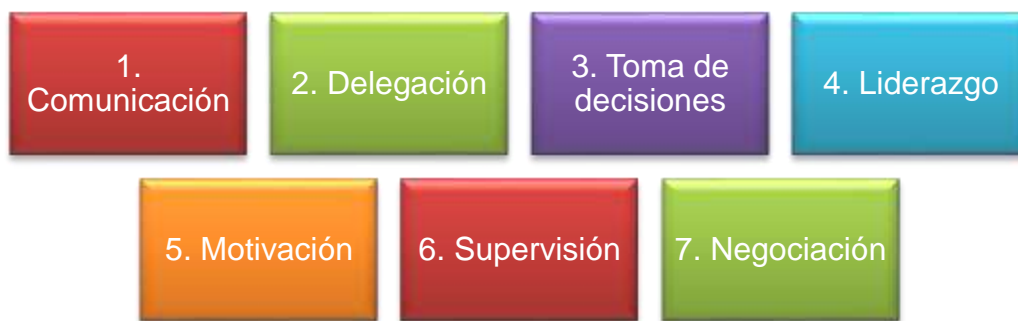 1.
Comunicación
2. Delegación
3. Toma de
decisiones
4. Liderazgo
5. Motivación
6. Supervisión
7. Negociación